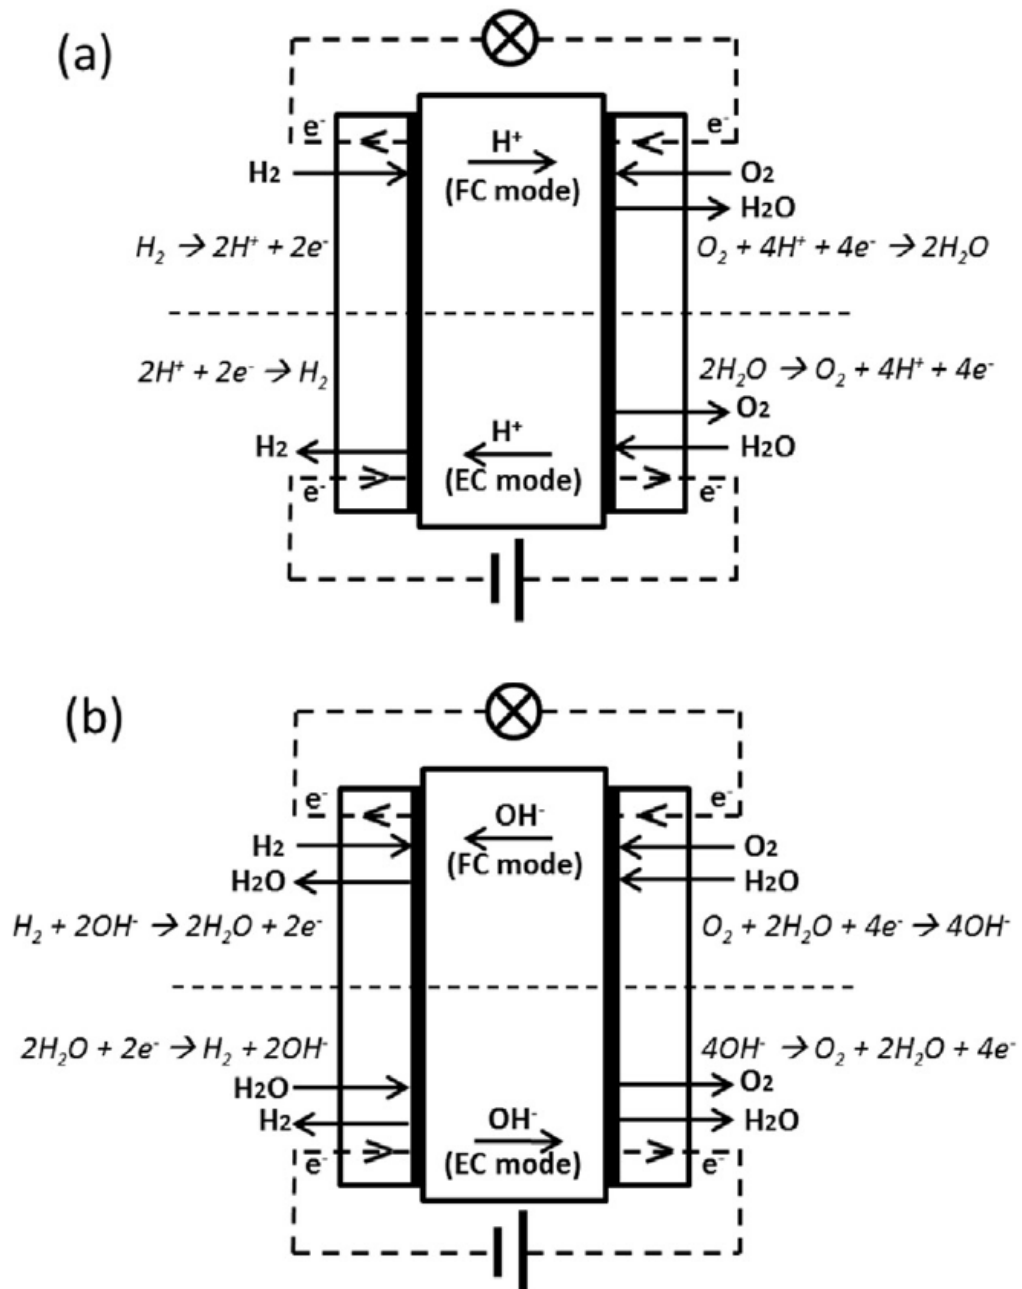 (a)
e⁻ e⁻
H⁺
H₂ O₂
(FC mode)
H₂O
H₂ → 2H⁺ + 2e⁻ O₂ + 4H⁺ + 4e⁻ → 2H₂O
2H⁺ + 2e⁻ → H₂ 2H₂O → O₂ + 4H⁺ + 4e⁻
O₂
H⁺
H₂ H₂O
(EC mode)
e⁻ e⁻
(b)
e⁻ e⁻
OH⁻
H₂ O₂
(FC mode)
H₂O H₂O
H₂ + 2OH⁻ → 2H₂O + 2e⁻ O₂ + 2H₂O + 4e⁻ → 4OH⁻
2H₂O + 2e⁻ → H₂ + 2OH⁻ 4OH⁻ → O₂ + 2H₂O + 4e⁻
H₂O O₂
H₂ OH⁻ H₂O
(EC mode)
e⁻ e⁻